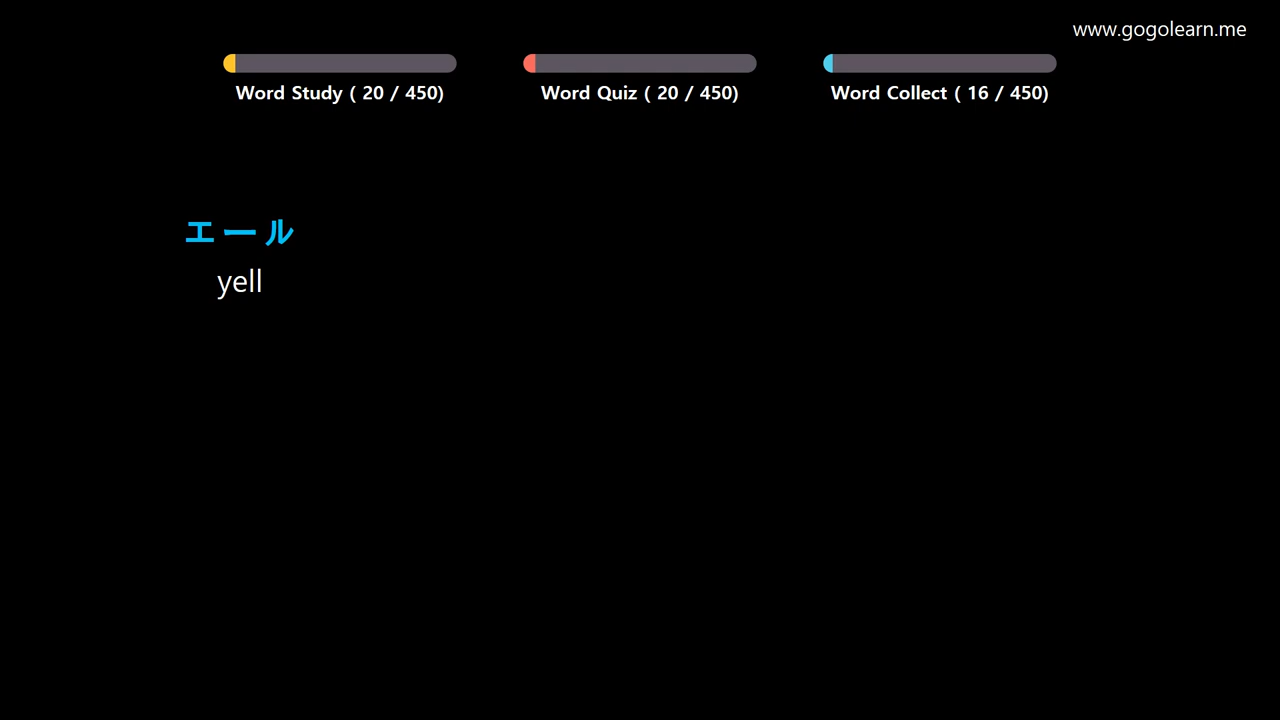 www.gogolearn.me
Word Study ( 20 / 450)
Word Quiz ( 20 / 450)
Word Collect ( 16 / 450)
エール
yell